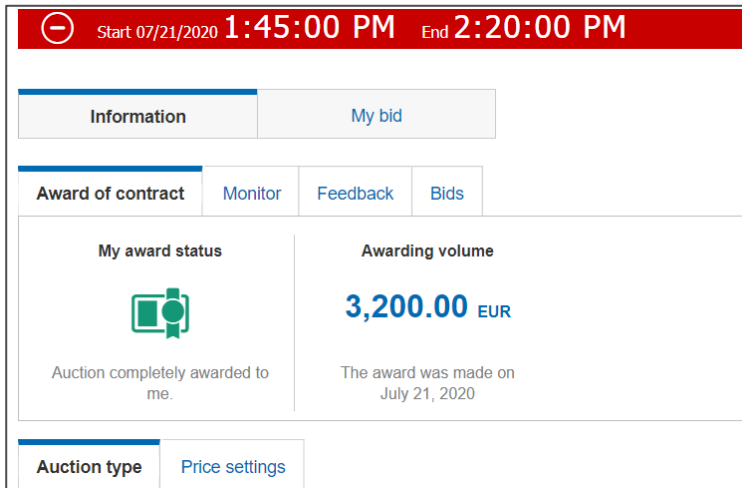 Start 07/21/2020 1:45:00 PM End 2:20:00 PM
Information My bid
Award of contract Monitor Feedback Bids
My award status Awarding volume
3,200.00 EUR
Auction completely awarded to me.
The award was made on July 21, 2020
Auction type Price settings